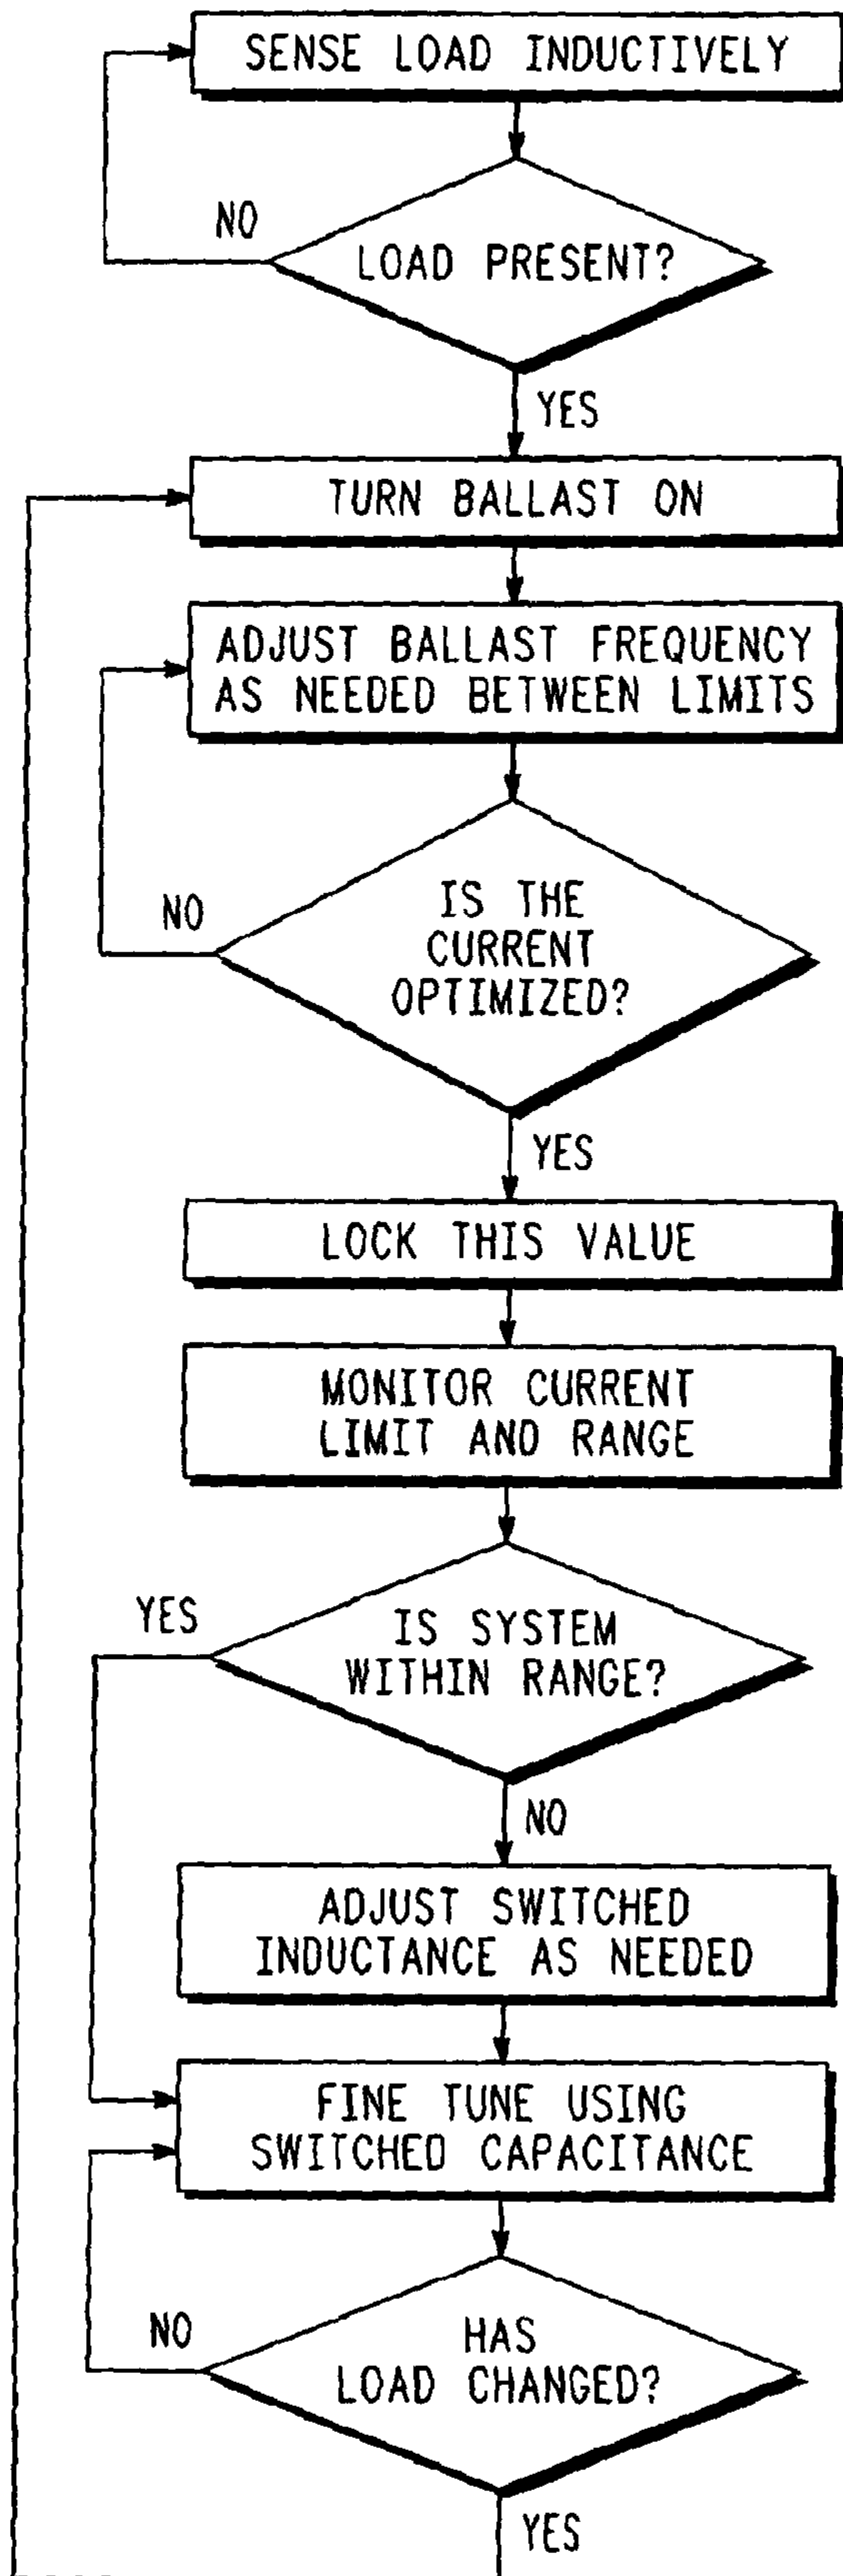 SENSE LOAD INDUCTIVELY
NO
LOAD PRESENT?
YES
TURN BALLAST ON
ADJUST BALLAST FREQUENCY
AS NEEDED BETWEEN LIMITS
NO
IS THE
CURRENT
OPTIMIZED?
YES
LOCK THIS VALUE
MONITOR CURRENT
LIMIT AND RANGE
YES
IS SYSTEM
WITHIN RANGE?
NO
ADJUST SWITCHED
INDUCTANCE AS NEEDED
FINE TUNE USING
SWITCHED CAPACITANCE
NO
HAS
LOAD CHANGED?
YES